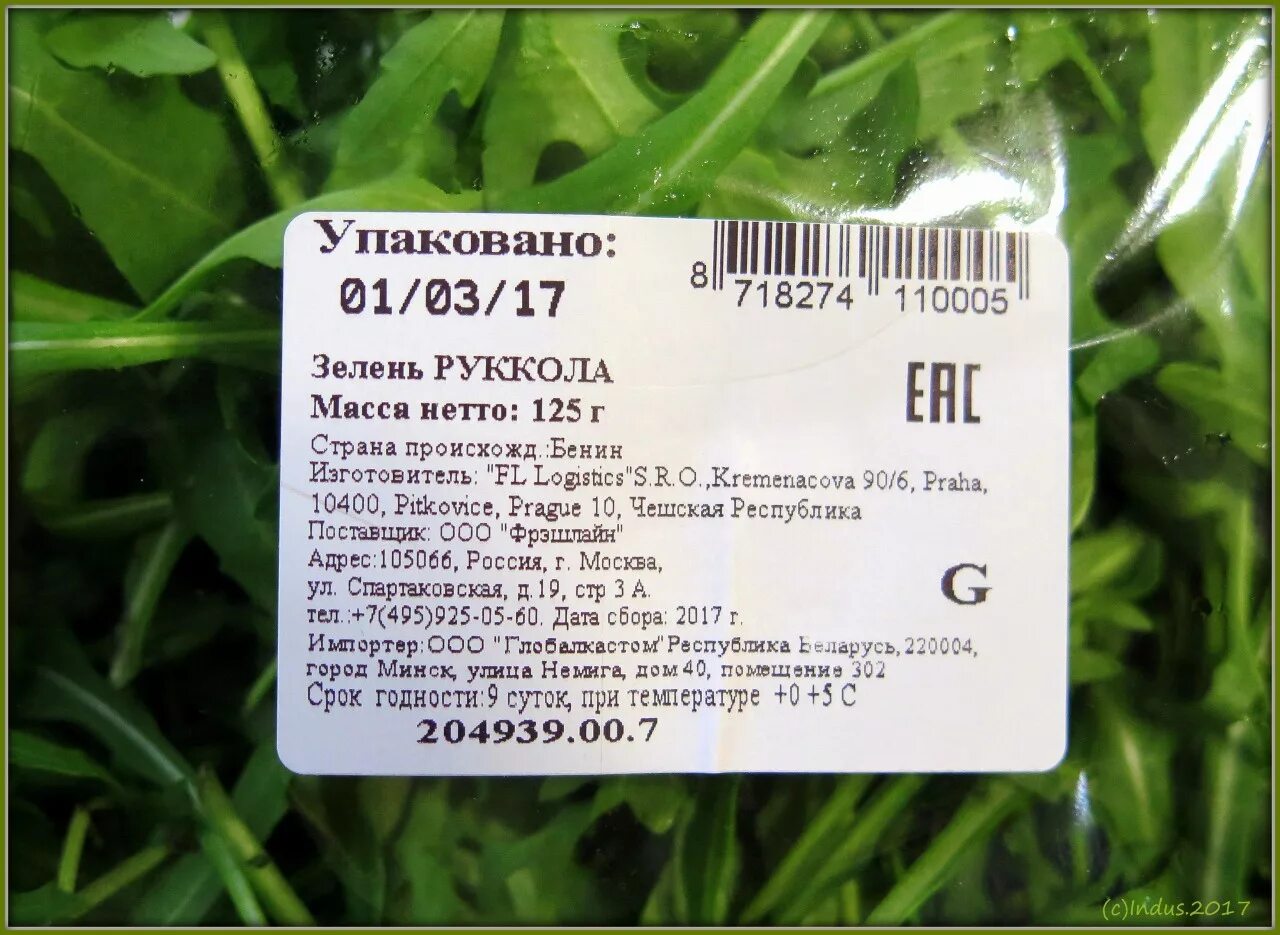 Упаковано:
01/03/17
8 718274 110005
Зелень РУККОЛА
Масса нетто: 125 г
EAC
Страна происхожд.:Бенин
Изготовитель: "FL Logistics"S.R.O.,Kremenacova 90/6, Praha,
10400, Pitkovice, Prague 10, Чешская Республика
Поставщик: ООО "Фрэшлайн"
Адрес:105066, Россия, г. Москва,
ул. Спартаковская, д.19, стр 3 А.
G
тел.:+7(495)925-05-60. Дата сбора: 2017 г.
Импортер:ООО "Глобалкастом"Республика Беларусь,220004,
город Минск, улица Немига, дом 40, помещение 302
Срок годности:9 суток, при температуре +0 +5 С
204939.00.7
(c)Indus.2017